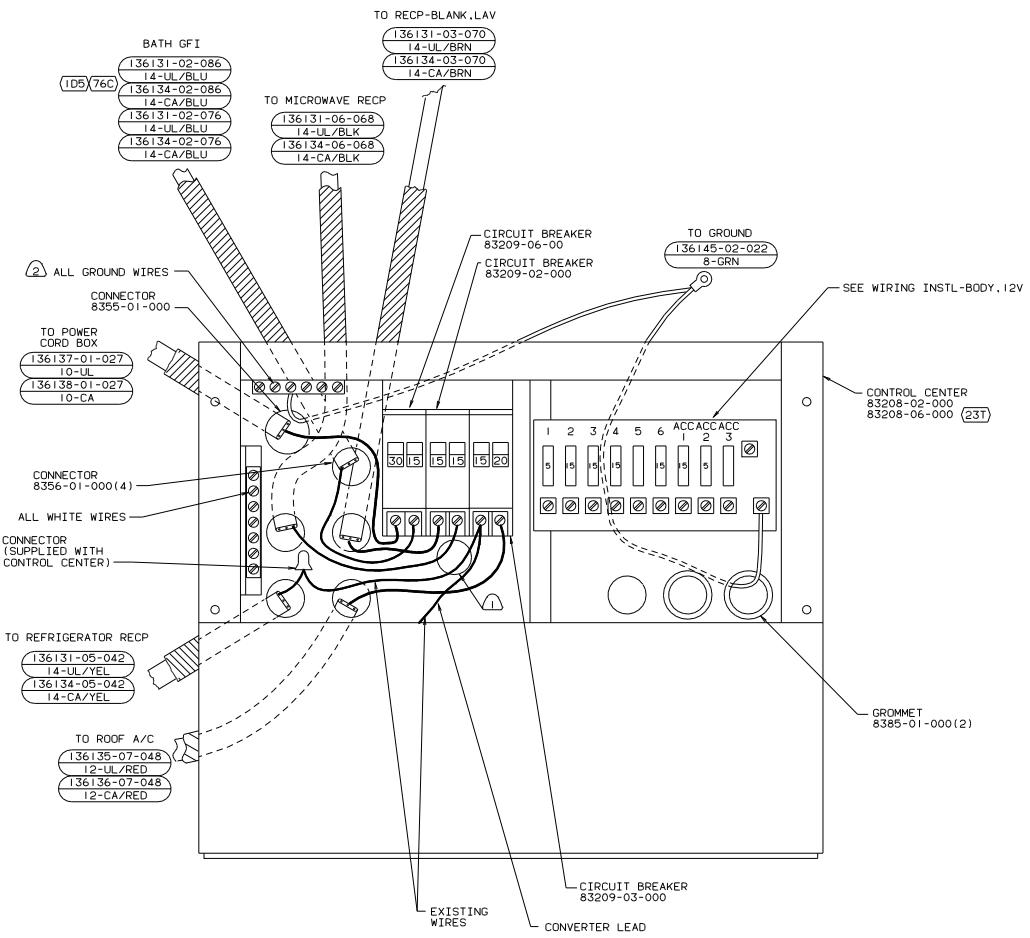 TO RECP-BLANK,LAV
136131-03-070
14-UL/BRN
136134-03-070
14-CA/BRN
BATH GFI
136131-02-086
14-UL/BLU
1D5 76C
136134-02-086
14-CA/BLU
136131-02-076
14-UL/BLU
136134-02-076
14-CA/BLU
TO MICROWAVE RECP
136131-06-068
14-UL/BLK
136134-06-068
14-CA/BLK
CIRCUIT BREAKER
83209-06-00
CIRCUIT BREAKER
83209-02-000
TO GROUND
136145-02-022
8-GRN
2 ALL GROUND WIRES
SEE WIRING INSTL-BODY,12V
CONNECTOR
8355-01-000
TO POWER
CORD BOX
136137-01-027
10-UL
136138-01-027
10-CA
CONTROL CENTER
83208-02-000
83208-06-000 23T
ACC ACC ACC
1 2 3 4 5 6 1 2 3
5 15 15 15 15 15 5
30 15 15 15 15 20
CONNECTOR
8356-01-000(4)
ALL WHITE WIRES
CONNECTOR
(SUPPLIED WITH
CONTROL CENTER)
1
TO REFRIGERATOR RECP
136131-05-042
14-UL/YEL
136134-05-042
14-CA/YEL
GROMMET
8385-01-000(2)
TO ROOF A/C
136135-07-048
12-UL/RED
136136-07-048
12-CA/RED
CIRCUIT BREAKER
83209-03-000
EXISTING
WIRES
CONVERTER LEAD